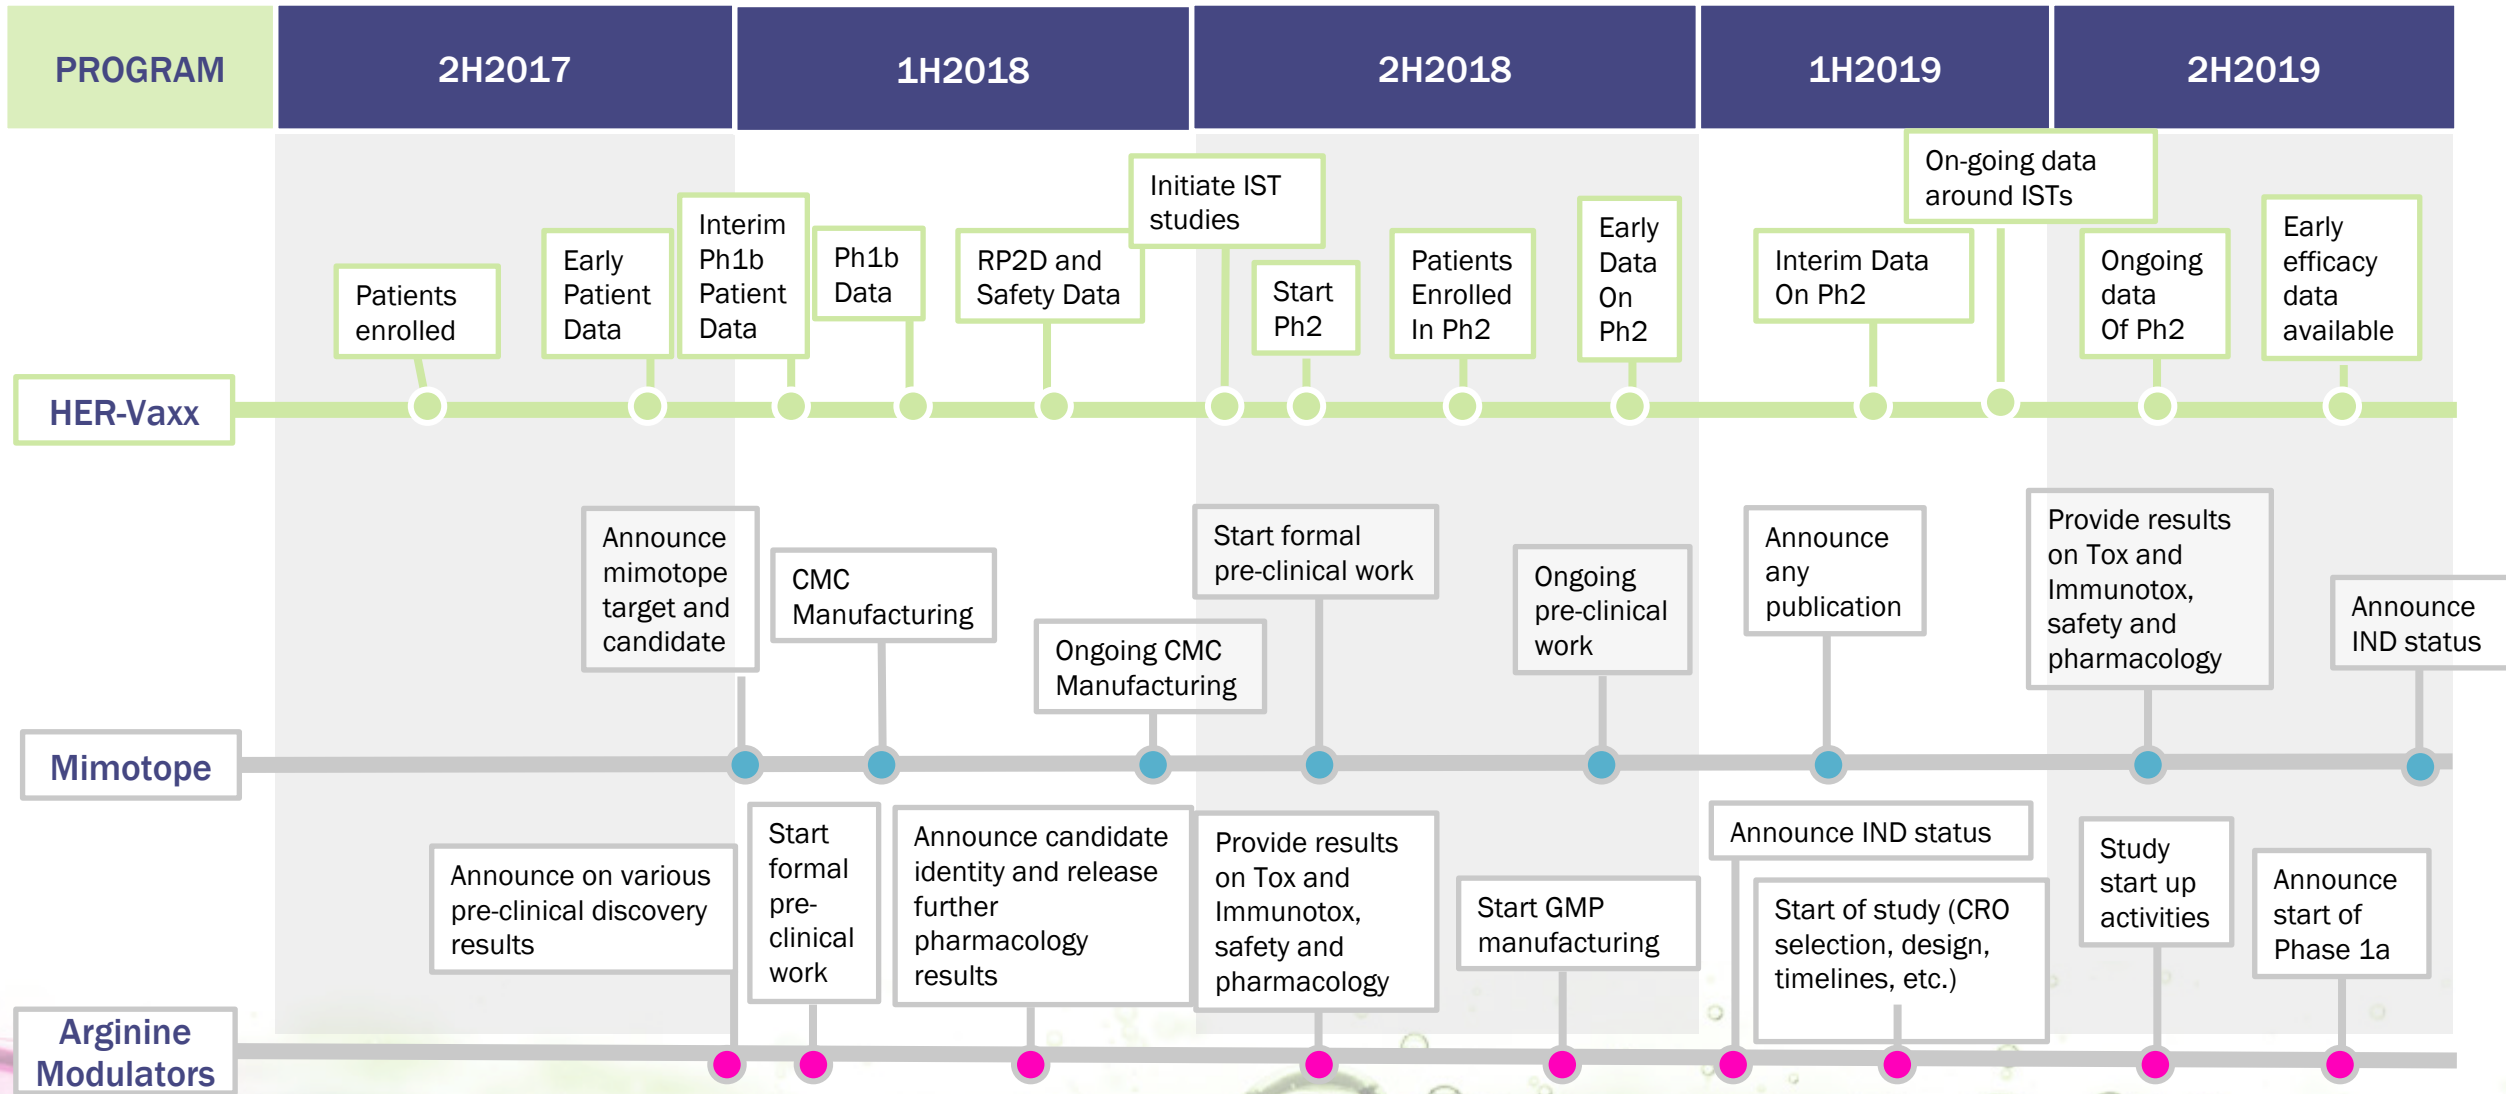 PROGRAM
2H2017
1H2018
2H2018
1H2019
2H2019
HER-Vaxx
Patients
enrolled
Early
Patient
Data
Interim
Ph1b
Patient
Data
Ph1b
Data
RP2D and
Safety Data
Initiate IST
studies
Start
Ph2
Patients
Enrolled
In Ph2
Early
Data
On
Ph2
Interim Data
On Ph2
On-going data
around ISTs
Ongoing
data
Of Ph2
Early
efficacy
data
available
Mimotope
Announce
mimotope
target and
candidate
CMC
Manufacturing
Ongoing CMC
Manufacturing
Start formal
pre-clinical work
Ongoing
pre-clinical
work
Announce
any
publication
Provide results
on Tox and
Immunotox,
safety and
pharmacology
Announce
IND status
Arginine
Modulators
Announce on various
pre-clinical discovery
results
Start
formal
pre-
clinical
work
Announce candidate
identity and release
further
pharmacology
results
Provide results
on Tox and
Immunotox,
safety and
pharmacology
Start GMP
manufacturing
Announce IND status
Start of study (CRO
selection, design,
timelines, etc.)
Study
start up
activities
Announce
start of
Phase 1a